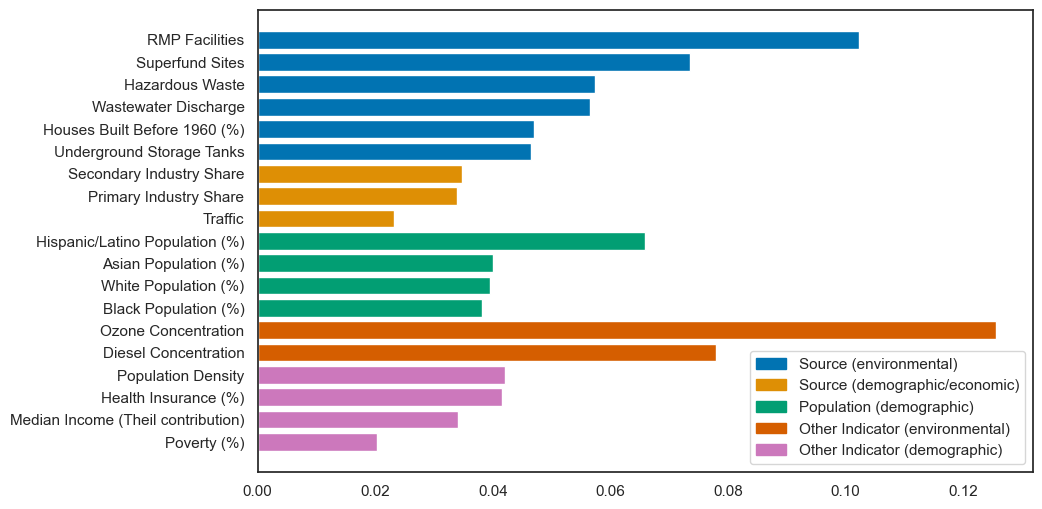 RMP Facilities
Superfund Sites
Hazardous Waste
Wastewater Discharge
Houses Built Before 1960 (%)
Underground Storage Tanks
Secondary Industry Share
Primary Industry Share
Traffic
Hispanic/Latino Population (%)
Asian Population (%)
White Population (%)
Black Population (%)
Ozone Concentration
Diesel Concentration
Population Density
Health Insurance (%)
Median Income (Theil contribution)
Poverty (%)
Source (environmental)
Source (demographic/economic)
Population (demographic)
Other Indicator (environmental)
Other Indicator (demographic)
0.00 0.02 0.04 0.06 0.08 0.10 0.12